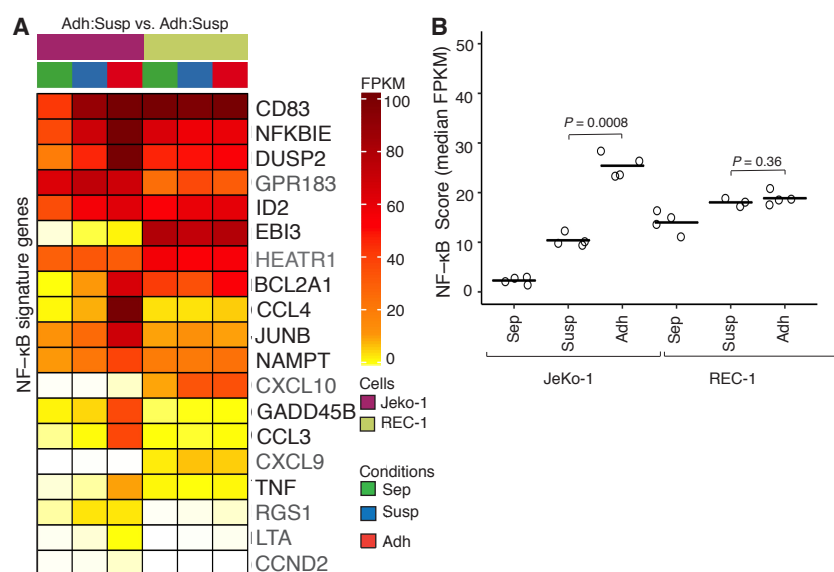 A
Adh:Susp vs. Adh:Susp
NF–κB signature genes
CD83
NFKBIE
DUSP2
GPR183
ID2
EBI3
HEATR1
BCL2A1
CCL4
JUNB
NAMPT
CXCL10
GADD45B
CCL3
CXCL9
TNF
RGS1
LTA
CCND2
FPKM
100
80
60
40
20
0
Cells
Jeko-1
REC-1
Conditions
Sep
Susp
Adh
B
NF–κB Score (median FPKM)
50
40
30
20
10
0
P = 0.0008
P = 0.36
Sep
Susp
Adh
Sep
Susp
Adh
JeKo-1
REC-1